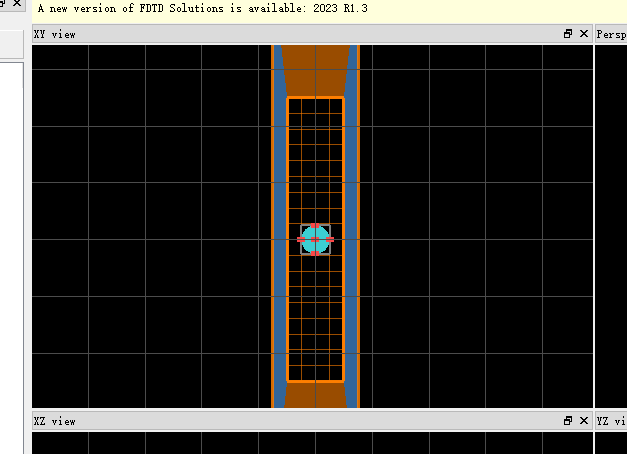 A new version of FDTD Solutions is available: 2023 R1.3
XY view
Persp
XZ view
YZ vi